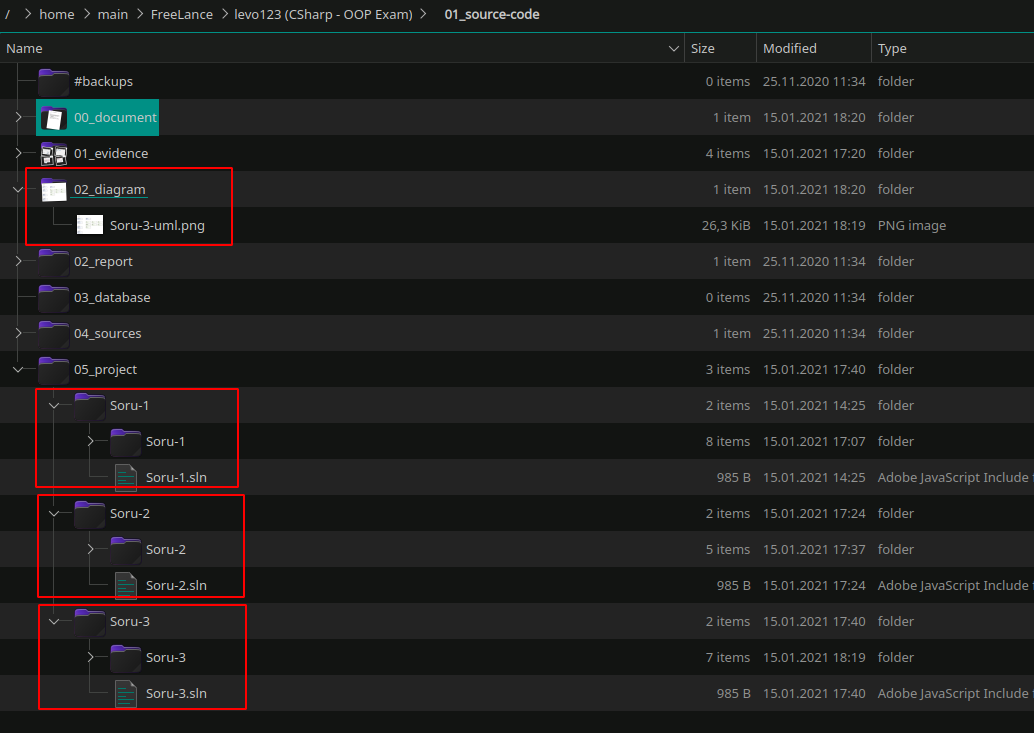 / > home > main > FreeLance > levo123 (CSharp - OOP Exam) > 01_source-code
Name Size Modified Type
#backups 0 items 25.11.2020 11:34 folder
00_document 1 item 15.01.2021 18:20 folder
01_evidence 4 items 15.01.2021 17:20 folder
02_diagram 1 item 15.01.2021 18:20 folder
Soru-3-uml.png 26,3 KiB 15.01.2021 18:19 PNG image
02_report 1 item 25.11.2020 11:34 folder
03_database 0 items 25.11.2020 11:34 folder
04_sources 1 item 25.11.2020 11:34 folder
05_project 3 items 15.01.2021 17:40 folder
Soru-1 2 items 15.01.2021 14:25 folder
Soru-1 8 items 15.01.2021 17:07 folder
Soru-1.sln 985 B 15.01.2021 14:25 Adobe JavaScript Include
Soru-2 2 items 15.01.2021 17:24 folder
Soru-2 5 items 15.01.2021 17:37 folder
Soru-2.sln 985 B 15.01.2021 17:24 Adobe JavaScript Include
Soru-3 2 items 15.01.2021 17:40 folder
Soru-3 7 items 15.01.2021 18:19 folder
Soru-3.sln 985 B 15.01.2021 17:40 Adobe JavaScript Include